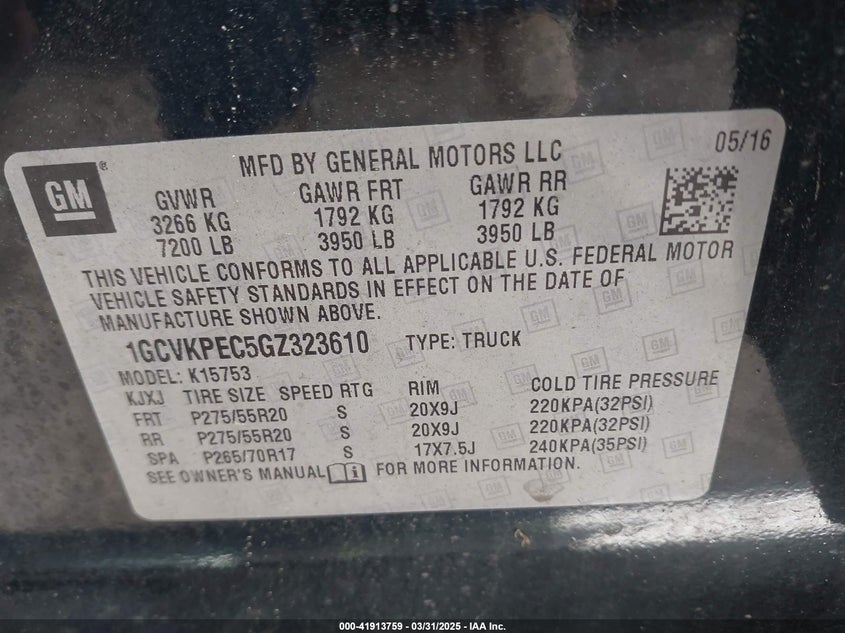 GM
®
MFD BY GENERAL MOTORS LLC
05/16
GVWR GAWR FRT GAWR RR
3266 KG 1792 KG 1792 KG
7200 LB 3950 LB 3950 LB
THIS VEHICLE CONFORMS TO ALL APPLICABLE U.S. FEDERAL MOTOR
VEHICLE SAFETY STANDARDS IN EFFECT ON THE DATE OF
MANUFACTURE SHOWN ABOVE.
1GCVKPEC5GZ323610 TYPE: TRUCK
MODEL: K15753
KJXJ TIRE SIZE SPEED RTG RIM COLD TIRE PRESSURE
FRT P275/55R20 S 20X9J 220KPA(32PSI)
RR P275/55R20 S 20X9J 220KPA(32PSI)
SPA P265/70R17 S 17X7.5J 240KPA(35PSI)
SEE OWNER'S MANUAL i FOR MORE INFORMATION.
000-41913759 — 03/31/2025 — IAA Inc.